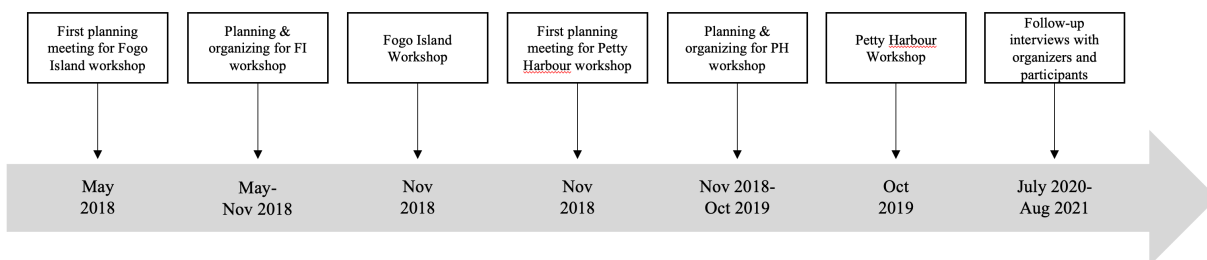 First planning
meeting for Fogo
Island workshop
Planning &
organizing for FI
workshop
Fogo Island
Workshop
First planning
meeting for Petty
Harbour workshop
Planning &
organizing for PH
workshop
Petty Harbour
Workshop
Follow-up
interviews with
organizers and
participants
May
2018
May-
Nov 2018
Nov
2018
Nov
2018
Nov 2018-
Oct 2019
Oct
2019
July 2020-
Aug 2021